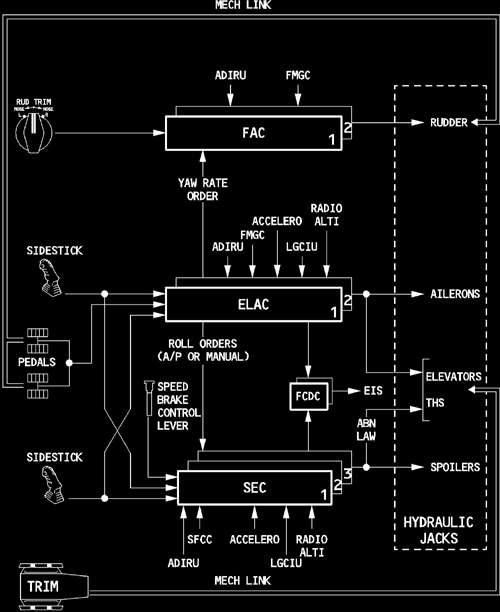 MECH LINK
ADIRU
FMGC
RUD TRIM
NOSE
NOSE
L
R
FAC
1
2
RUDDER
YAW RATE
ORDER
RADIO
ALTI
ACCELERO
FMGC
ADIRU
LGCIU
SIDESTICK
ELAC
1
2
AILERONS
ROLL ORDERS
(A/P OR MANUAL)
PEDALS
SPEED
BRAKE
CONTROL
LEVER
FCDC
EIS
ELEVATORS
THS
ABN
LAW
SIDESTICK
SEC
1
2
3
SPOILERS
ADIRU
SFCC
ACCELERO
LGCIU
RADIO
ALTI
HYDRAULIC
JACKS
TRIM
MECH LINK